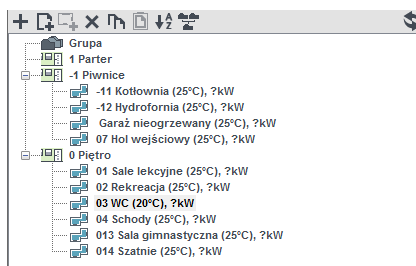 Grupa
1 Parter
-1 Piwnice
-11 Kotłownia (25°C), ?kW
-12 Hydrofornia (25°C), ?kW
Garaż nieogrzewany (25°C), ?kW
07 Hol wejściowy (25°C), ?kW
0 Piętro
01 Sale lekcyjne (25°C), ?kW
02 Rekreacja (25°C), ?kW
03 WC (20°C), ?kW
04 Schody (25°C), ?kW
013 Sala gimnastyczna (25°C), ?kW
014 Szatnie (25°C), ?kW